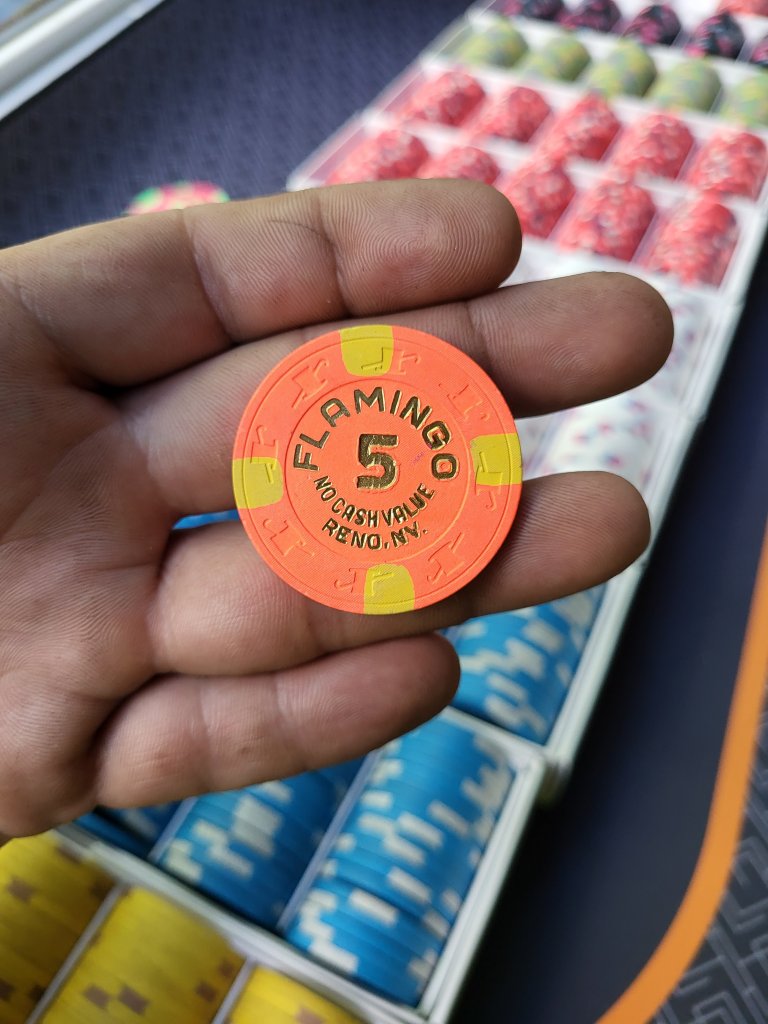 FLAMINGO
5
NO CASH VALUE
RENO, NV.